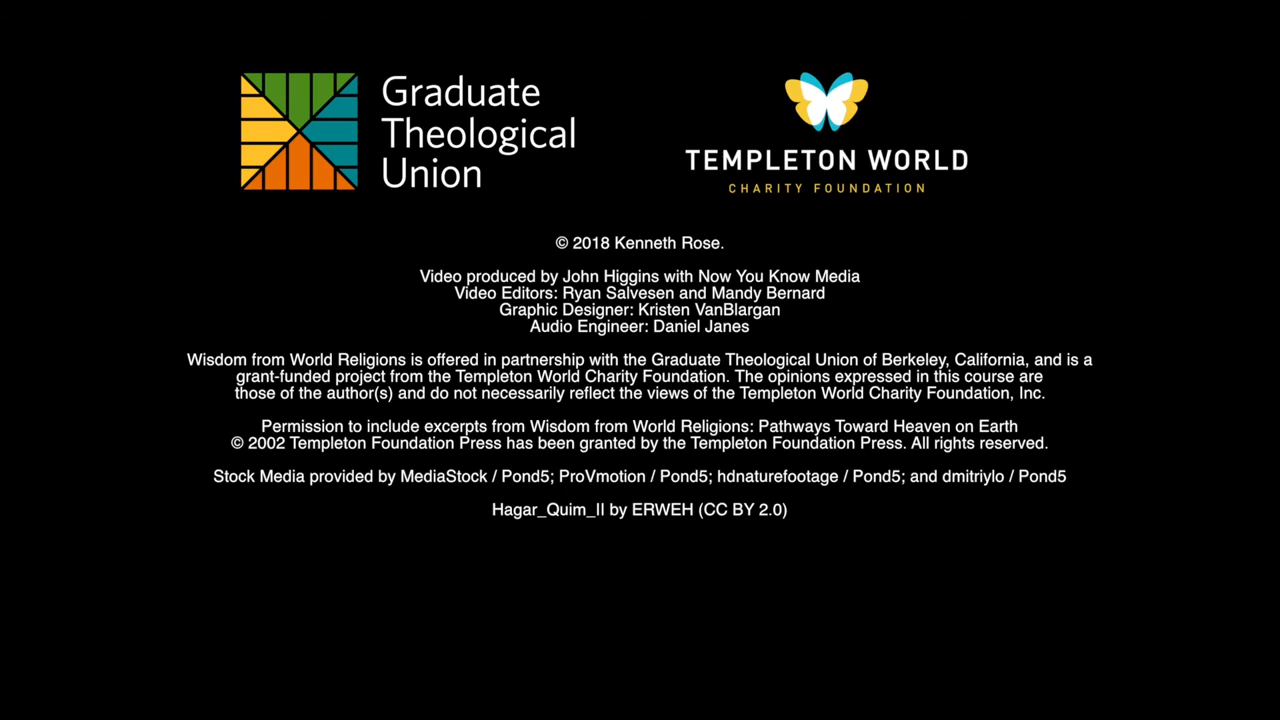 Graduate
Theological
Union
TEMPLETON WORLD
CHARITY FOUNDATION
© 2018 Kenneth Rose.
Video produced by John Higgins with Now You Know Media
Video Editors: Ryan Salvesen and Mandy Bernard
Graphic Designer: Kristen VanBlargan
Audio Engineer: Daniel Janes
Wisdom from World Religions is offered in partnership with the Graduate Theological Union of Berkeley, California, and is a
grant-funded project from the Templeton World Charity Foundation. The opinions expressed in this course are
those of the author(s) and do not necessarily reflect the views of the Templeton World Charity Foundation, Inc.
Permission to include excerpts from Wisdom from World Religions: Pathways Toward Heaven on Earth
© 2002 Templeton Foundation Press has been granted by the Templeton Foundation Press. All rights reserved.
Stock Media provided by MediaStock / Pond5; ProVmotion / Pond5; hdnaturefootage / Pond5; and dmitriylo / Pond5
Hagar_Quim_II by ERWEH (CC BY 2.0)